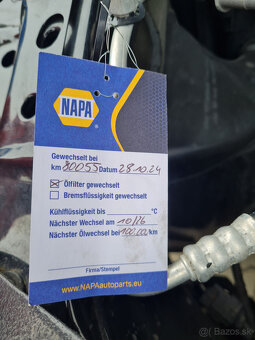 NAPA
Gewechselt bei
km 80055 Datum 28.10.24
Ölfilter gewechselt
Bremsflüssigkeit gewechselt
Kühlflüssigkeit bis °C
Nächster Wechsel am 10/26
Nächster Ölwechsel bei 100,00 km
Firma/Stempel
www.NAPAautoparts.eu
Bazos.sk